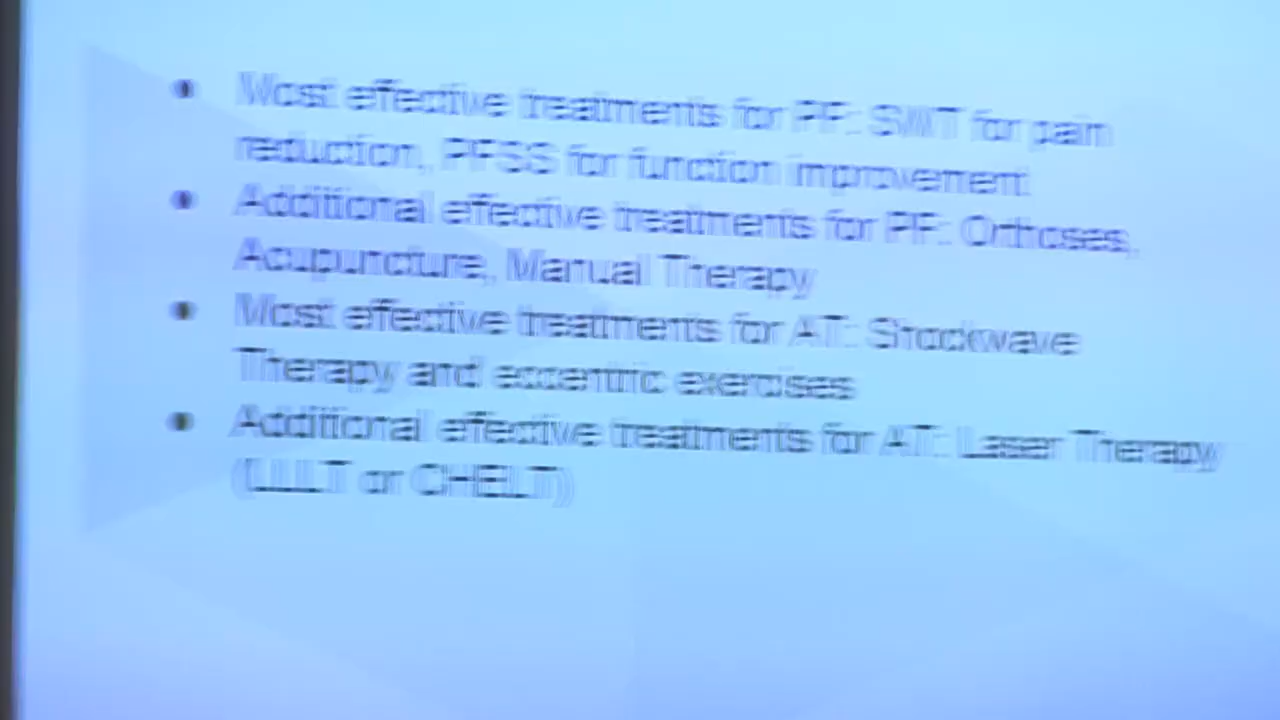 • Most effective treatments for PF: SWT for pain
reduction, PFSS for function improvement
• Additional effective treatments for PF: Orthoses,
Acupuncture, Manual Therapy
• Most effective treatments for AT: Shockwave
Therapy and eccentric exercises
• Additional effective treatments for AT: Laser Therapy
(LLLT or CHELT)